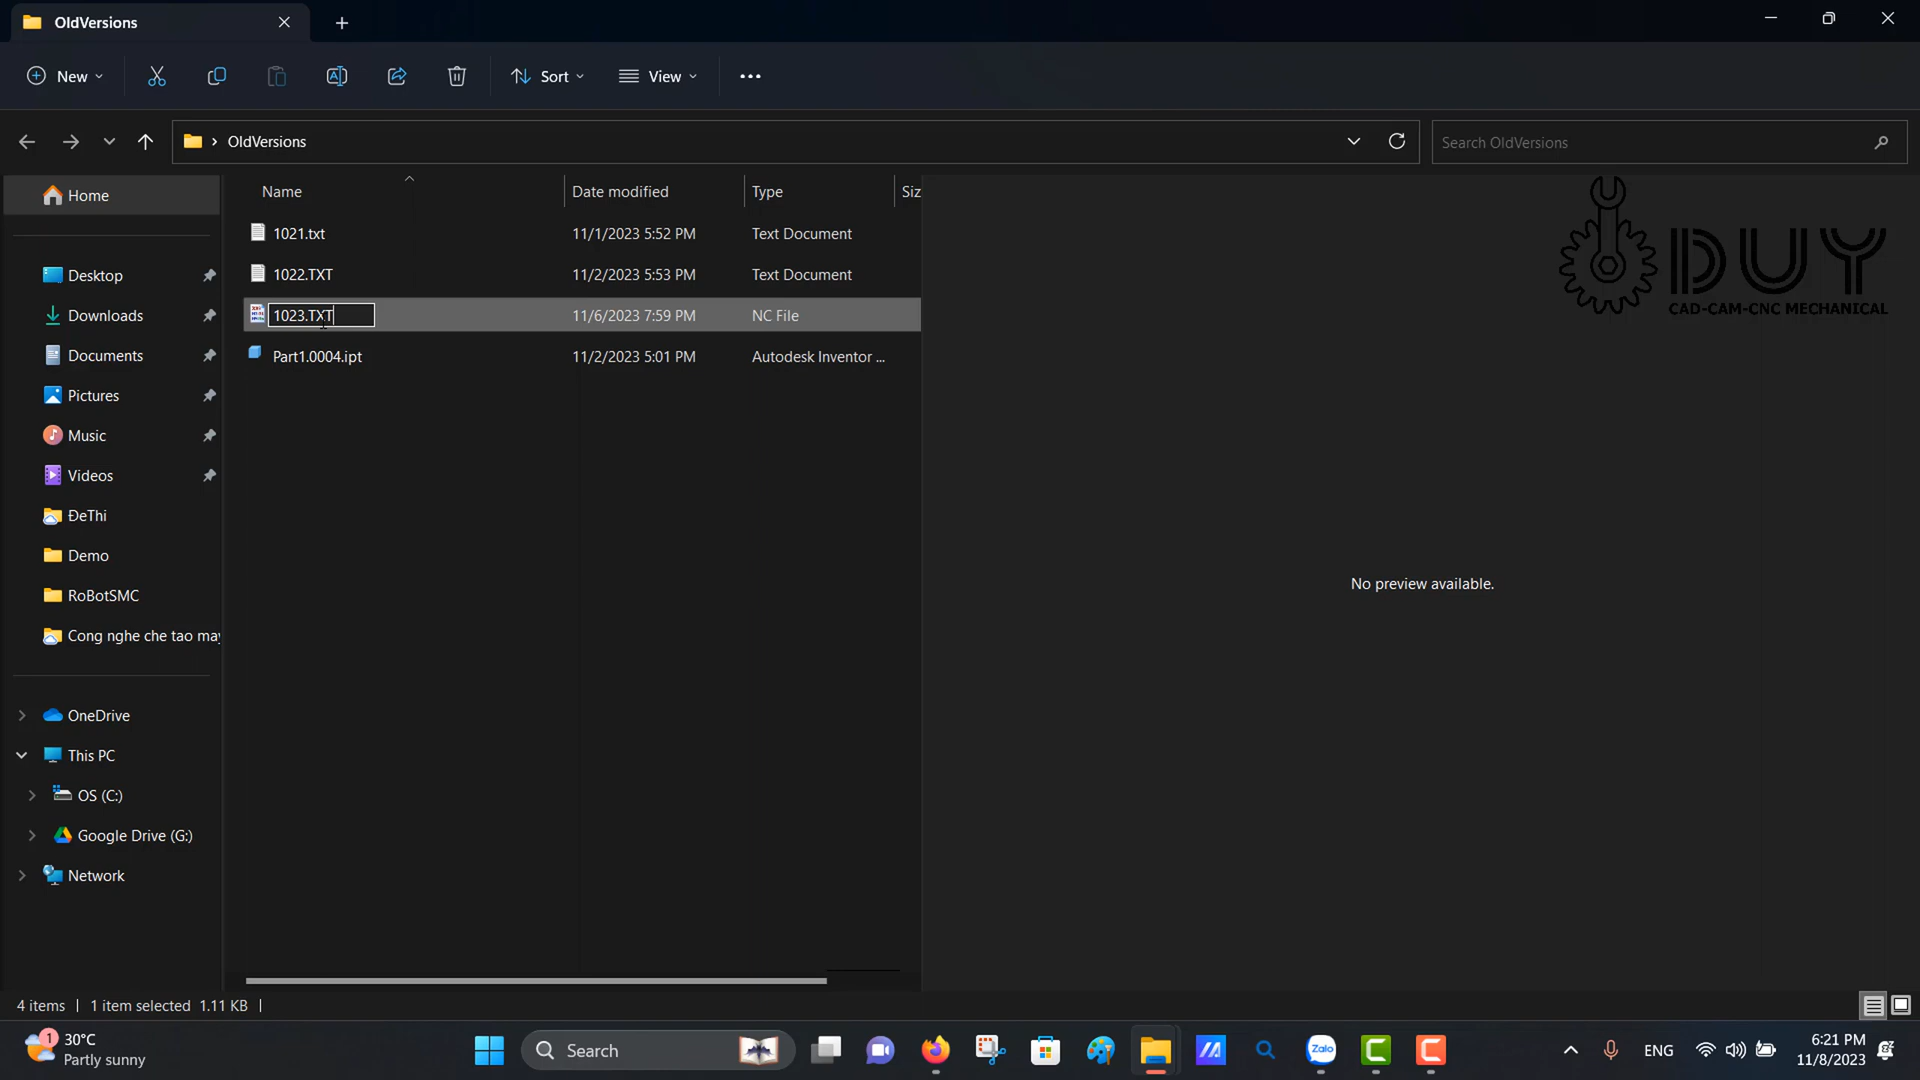 OldVersions
New
Sort
View
OldVersions
Search OldVersions
Home
Desktop
Downloads
Documents
Pictures
Music
Videos
ĐeThi
Demo
RoBotSMC
Cong nghe che tao may
OneDrive
This PC
OS (C:)
Google Drive (G:)
Network
Name Date modified Type Siz
1021.txt 11/1/2023 5:52 PM Text Document
1022.TXT 11/2/2023 5:53 PM Text Document
1023.TXT 11/6/2023 7:59 PM NC File
Part1.0004.ipt 11/2/2023 5:01 PM Autodesk Inventor ...
DUY
CAD-CAM-CNC MECHANICAL
No preview available.
4 items 1 item selected 1.11 KB
1
30°C
Partly sunny
Search
Zalo
ENG
6:21 PM
11/8/2023